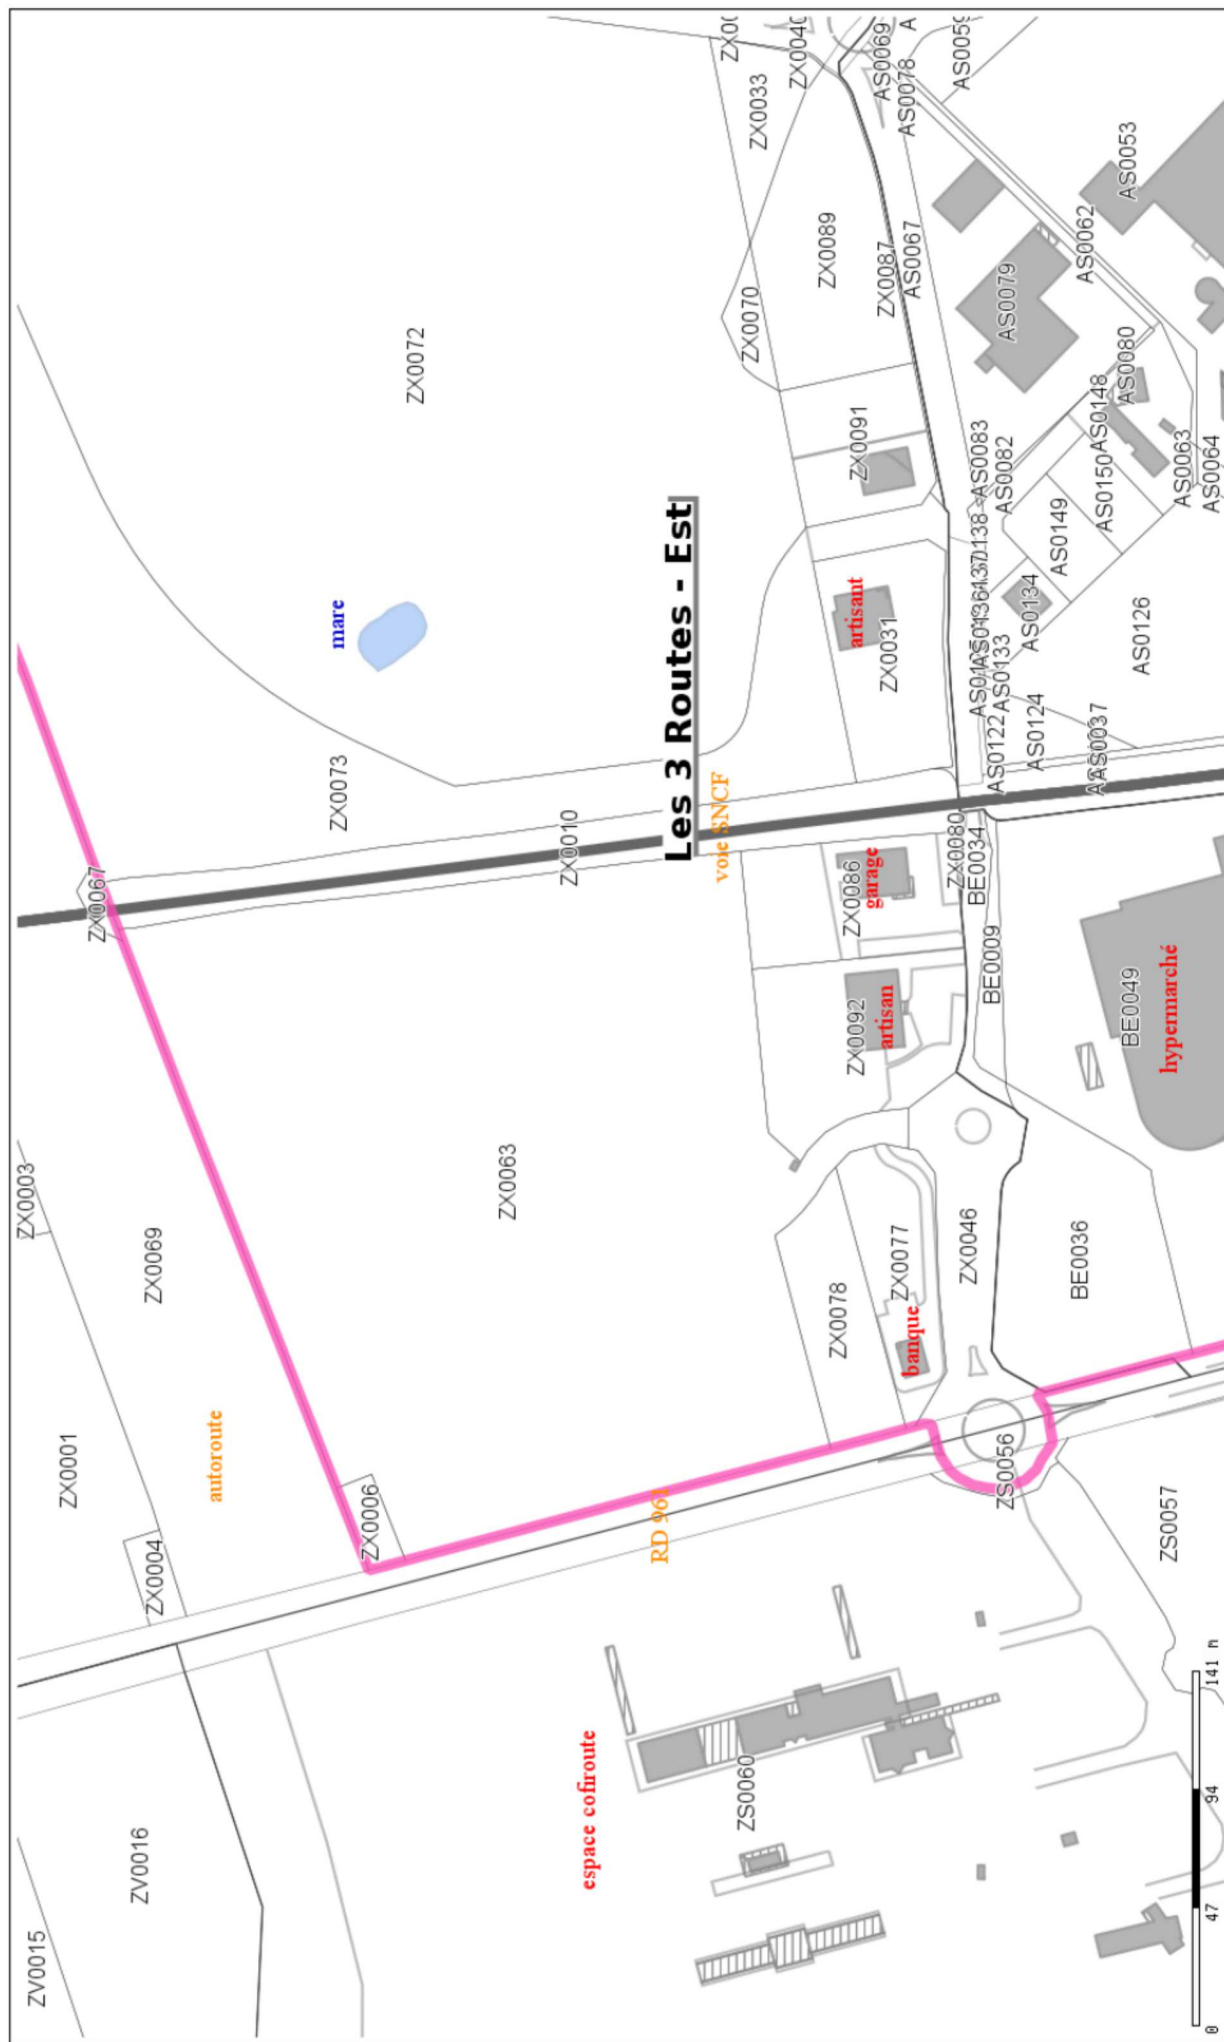 ZV0015
ZV0016
ZX0004
ZX0001
autoroute
ZX0069
ZX0003
ZX0006
ZX0067
ZX0073
ZX0010
ZX0063
mare
ZX0072
Les 3 Routes - Est
voie SNCF
RD 961
espace cofiroute
ZS0060
ZX0033
ZX0070
ZX0089
ZX0087
AS0067
AS0069
AS0078
AS0059
AS0053
AS0062
AS0079
AS0080
AS0148
AS0150
AS0149
AS0063
AS0064
AS0083
AS0082
ZX0091
artisant
ZX0031
AS0134
AS0133
AS0126
AS0122
AS0124
AS0037
ZX0080
BE0034
ZX0086
garage
BE0009
ZX0092
artisan
BE0049
hypermarché
ZX0078
ZX0077
banque
ZX0046
BE0036
ZS0056
ZS0057
0 47 94 141 m